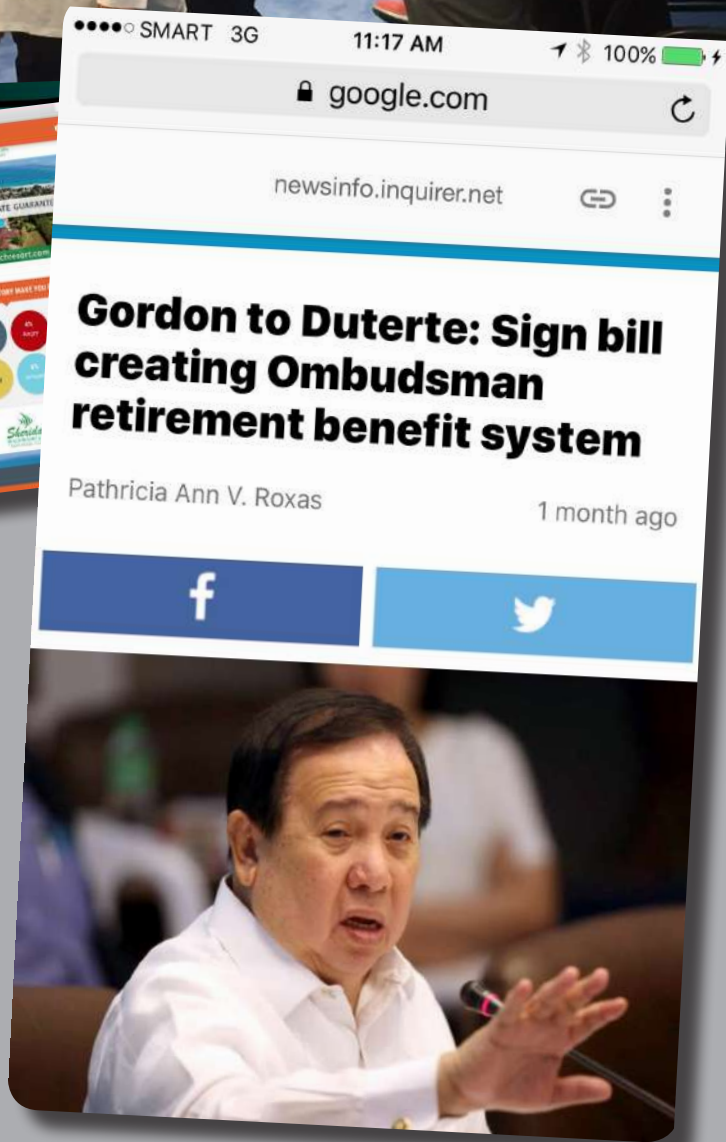 SMART 3G 11:17 AM 100%
google.com
newsinfo.inquirer.net
Gordon to Duterte: Sign bill
creating Ombudsman
retirement benefit system
Pathricia Ann V. Roxas 1 month ago
f